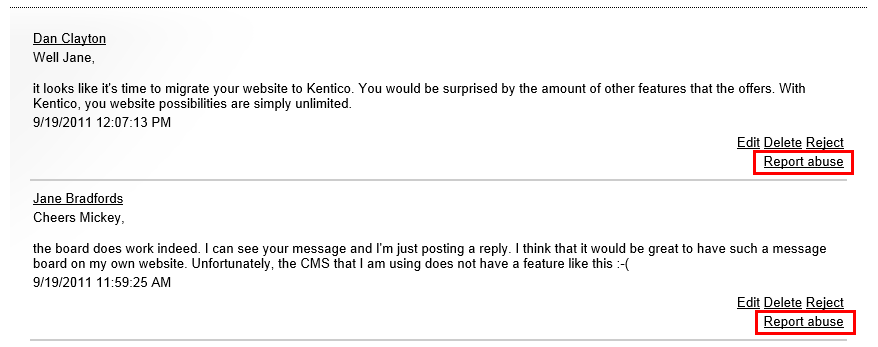 Dan Clayton
Well Jane,
it looks like it's time to migrate your website to Kentico. You would be surprised by the amount of other features that the offers. With
Kentico, you website possibilities are simply unlimited.
9/19/2011 12:07:13 PM
Edit Delete Reject
Report abuse
Jane Bradfords
Cheers Mickey,
the board does work indeed. I can see your message and I'm just posting a reply. I think that it would be great to have such a message
board on my own website. Unfortunately, the CMS that I am using does not have a feature like this :-(
9/19/2011 11:59:25 AM
Edit Delete Reject
Report abuse